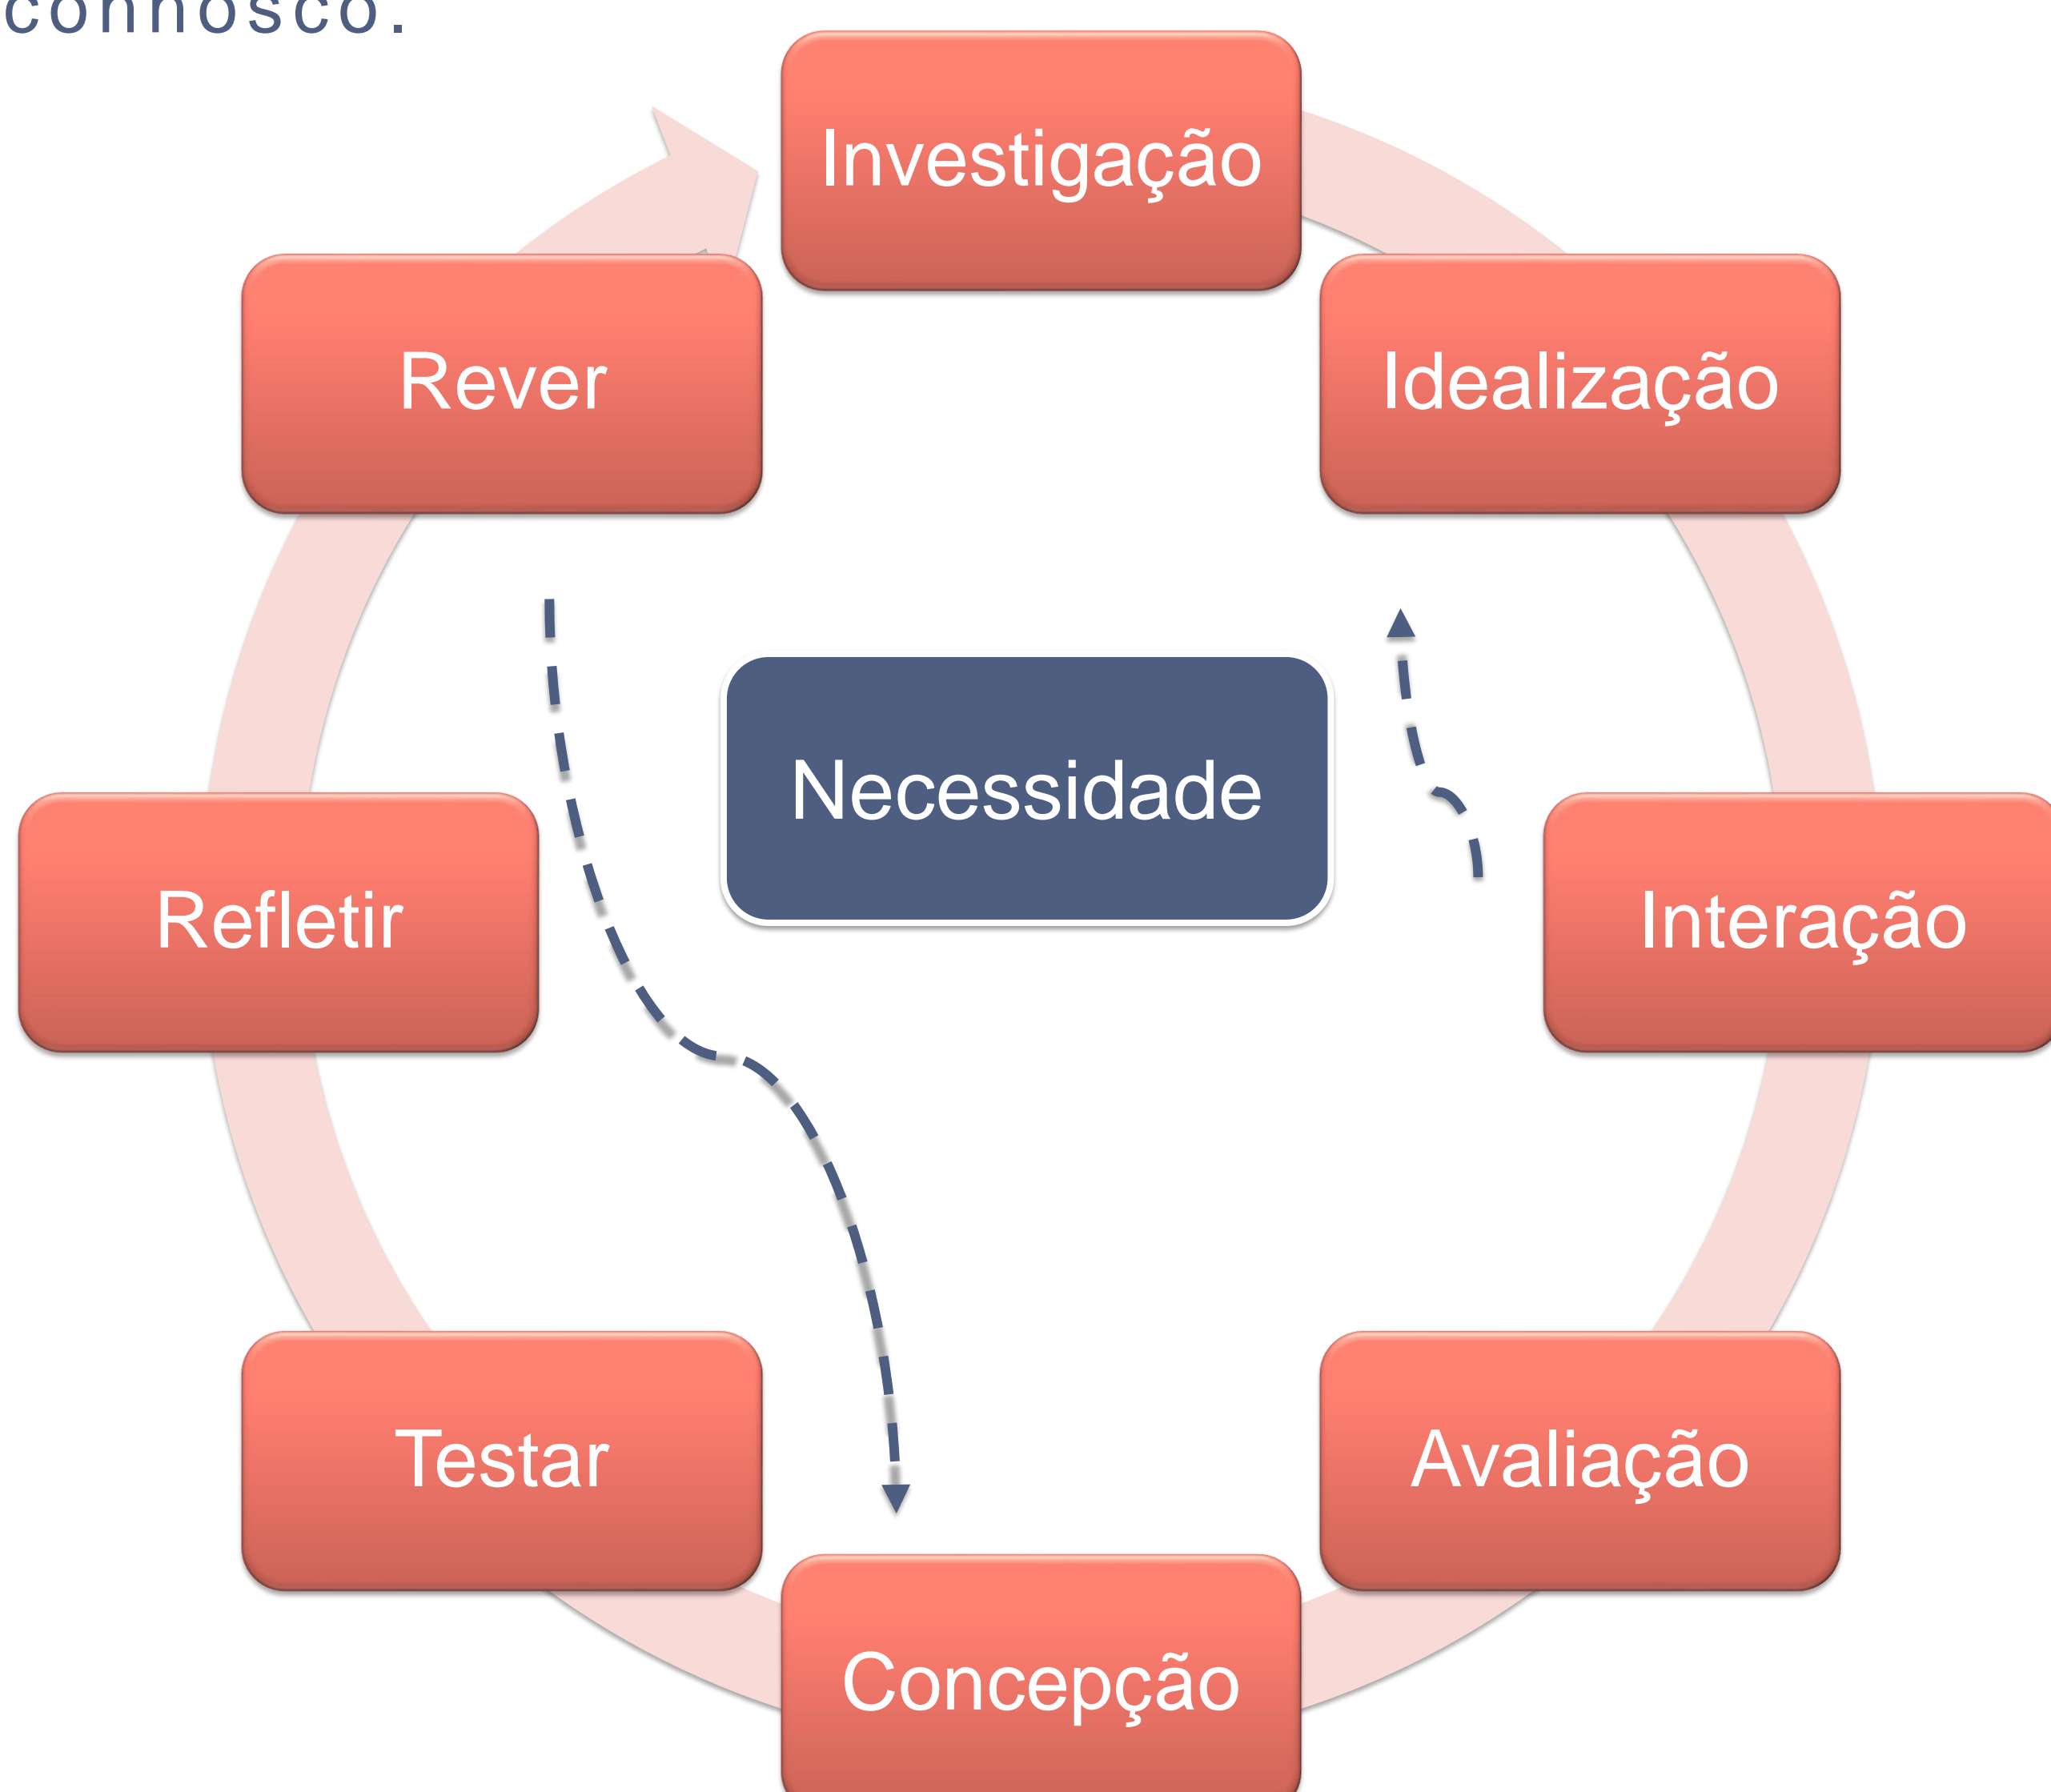 connosco.
Investigação
Rever
Idealização
Necessidade
Refletir
Interação
Testar
Avaliação
Concepção